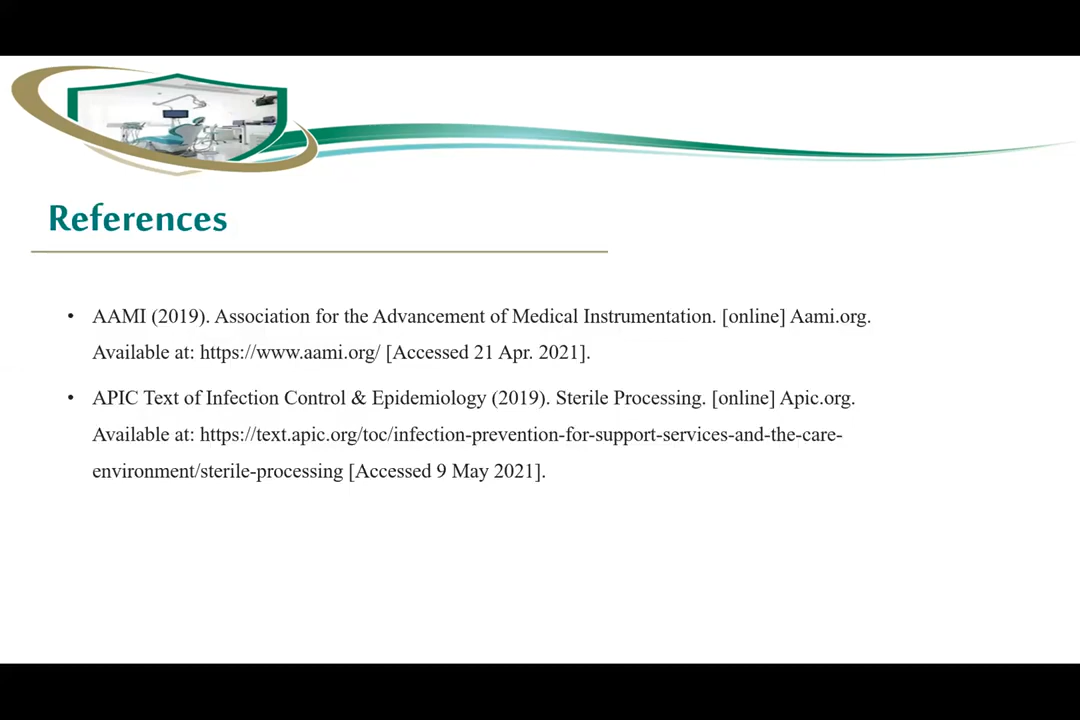 References
• AAMI (2019). Association for the Advancement of Medical Instrumentation. [online] Aami.org.
Available at: https://www.aami.org/ [Accessed 21 Apr. 2021].
• APIC Text of Infection Control & Epidemiology (2019). Sterile Processing. [online] Apic.org.
Available at: https://text.apic.org/toc/infection-prevention-for-support-services-and-the-care-
environment/sterile-processing [Accessed 9 May 2021].